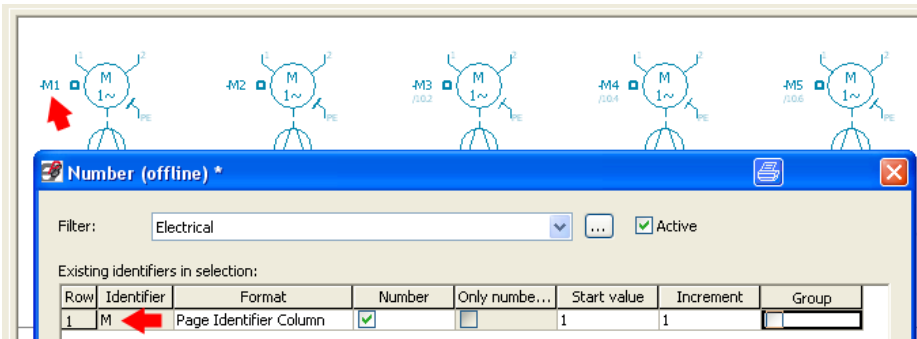 1 2 1 2 1 2 1 2 1 2
-M1 M 1~ PE -M2 M 1~ PE -M3 /10.2 M 1~ PE -M4 /10.4 M 1~ PE -M5 /10.6 M 1~ PE
Number (offline) *
Filter: Electrical ... Active
Existing identifiers in selection:
Row Identifier Format Number Only numbe... Start value Increment Group
1 M Page Identifier Column 1 1